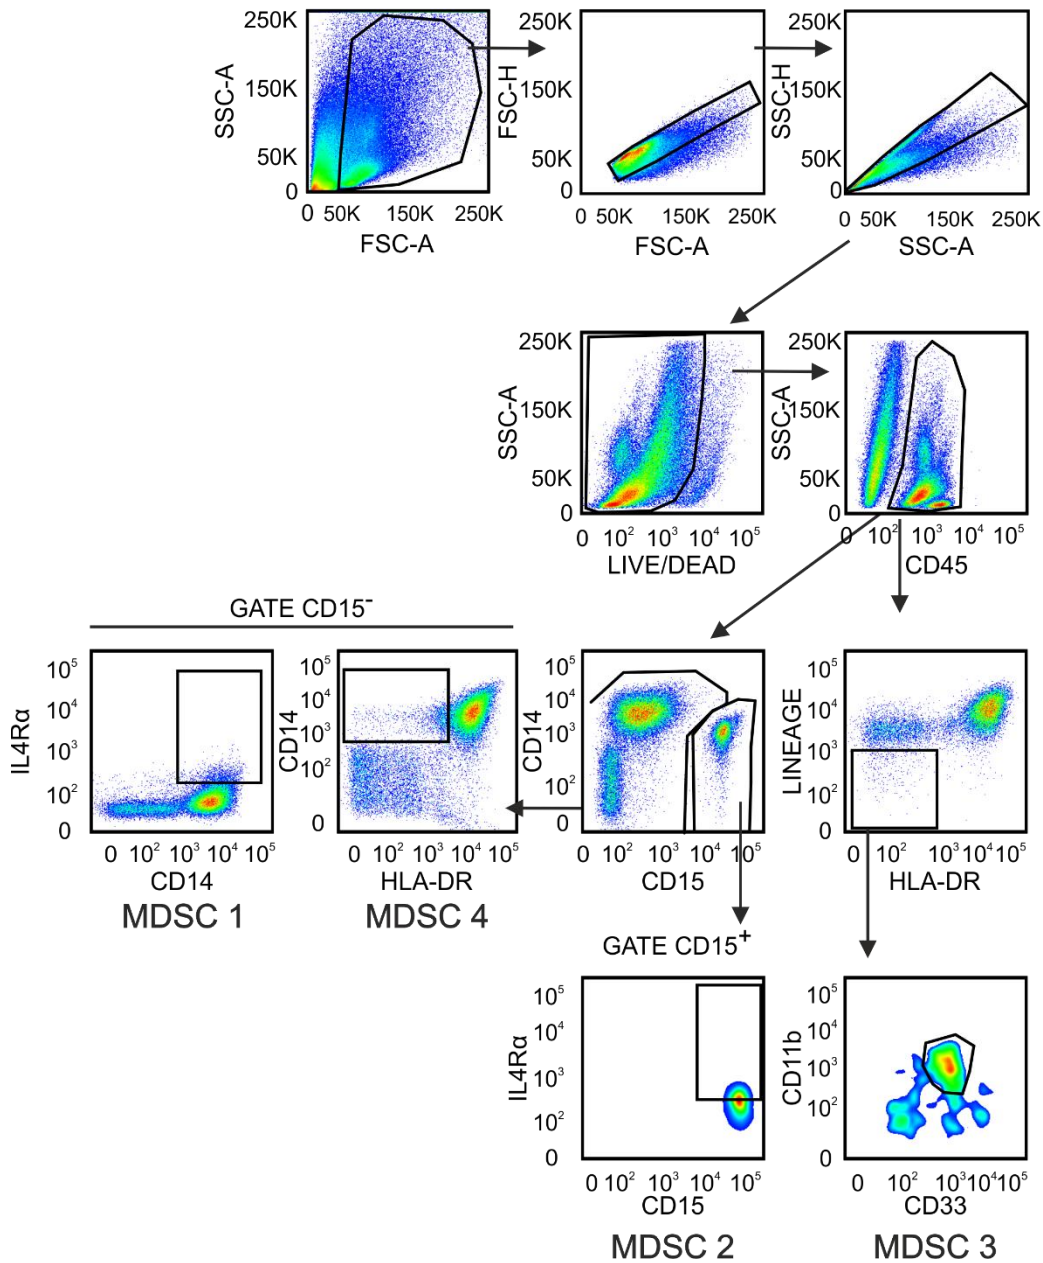 250K
150K
50K
0
SSC-A
0 50K 150K 250K
FSC-A
250K
150K
50K
0
FSC-H
0 50K 150K 250K
FSC-A
250K
150K
50K
0
SSC-H
0 50K 150K 250K
SSC-A
250K
150K
50K
0
SSC-A
0 10² 10³ 10⁴ 10⁵
LIVE/DEAD
250K
150K
50K
0
SSC-A
0 10² 10³ 10⁴ 10⁵
CD45
GATE CD15⁻
10⁵
10⁴
10³
10²
0
IL4Rα
0 10² 10³ 10⁴ 10⁵
CD14
MDSC 1
10⁵
10⁴
10³
10²
0
CD14
0 10² 10³ 10⁴ 10⁵
HLA-DR
MDSC 4
10⁵
10⁴
10³
10²
0
CD14
0 10² 10³ 10⁴ 10⁵
CD15
10⁵
10⁴
10³
10²
0
LINEAGE
0 10² 10³ 10⁴ 10⁵
HLA-DR
GATE CD15⁺
10⁵
10⁴
10³
10²
0
IL4Rα
0 10² 10³ 10⁴ 10⁵
CD15
MDSC 2
10⁵
10⁴
10³
10²
0
CD11b
0 10² 10³ 10⁴ 10⁵
CD33
MDSC 3